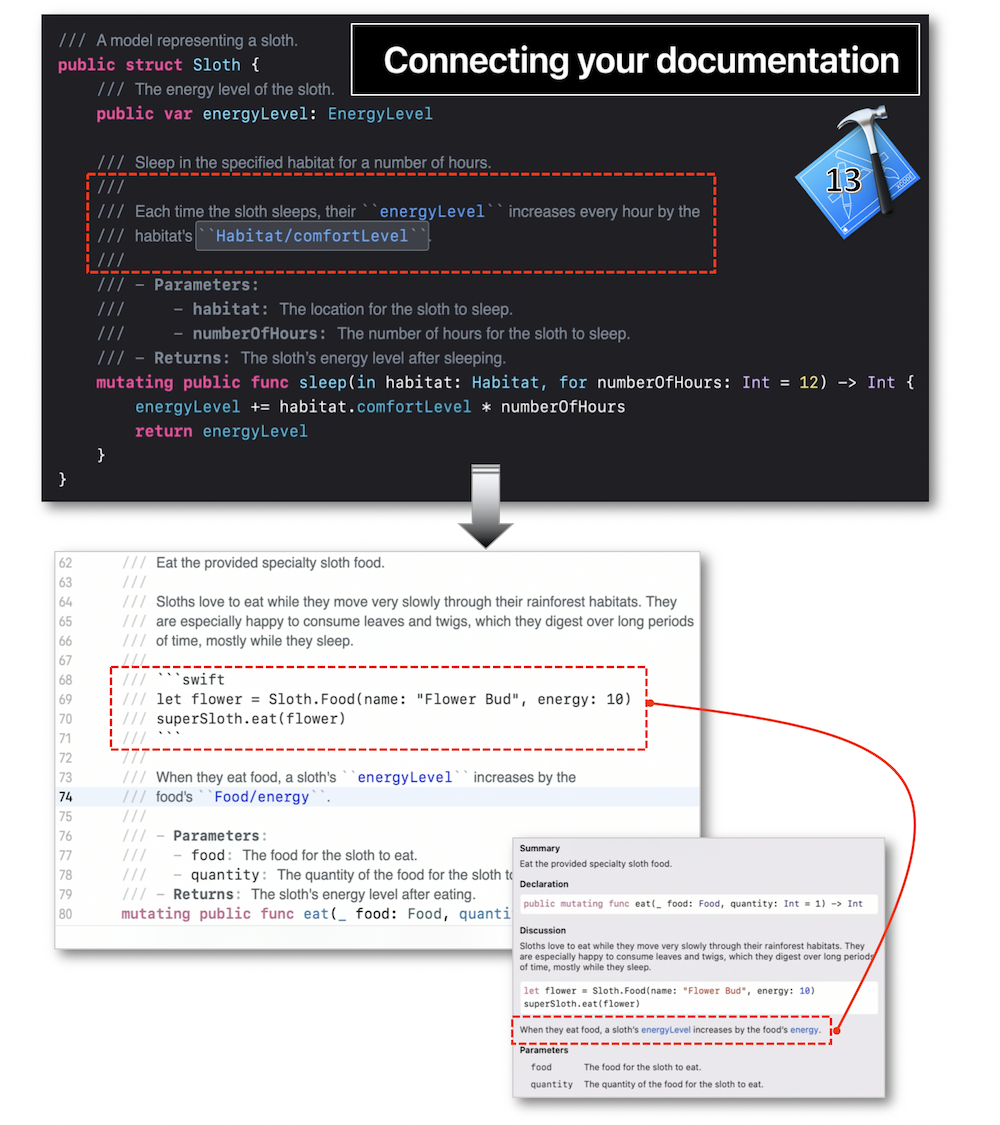 /// A model representing a sloth.
Connecting your documentation
public struct Sloth {
/// The energy level of the sloth.
public var energyLevel: EnergyLevel
13
XCODE
/// Sleep in the specified habitat for a number of hours.
///
/// Each time the sloth sleeps, their ``energyLevel`` increases every hour by the
/// habitat's ``Habitat/comfortLevel``.
///
/// - Parameters:
/// - habitat: The location for the sloth to sleep.
/// - numberOfHours: The number of hours for the sloth to sleep.
/// - Returns: The sloth's energy level after sleeping.
mutating public func sleep(in habitat: Habitat, for numberOfHours: Int = 12) -> Int {
energyLevel += habitat.comfortLevel * numberOfHours
return energyLevel
}
}
62 /// Eat the provided specialty sloth food.
63 ///
64 /// Sloths love to eat while they move very slowly through their rainforest habitats. They
65 /// are especially happy to consume leaves and twigs, which they digest over long periods
66 /// of time, mostly while they sleep.
67 ///
68 /// ```swift
69 /// let flower = Sloth.Food(name: "Flower Bud", energy: 10)
70 /// superSloth.eat(flower)
71 /// ```
72 ///
73 /// When they eat food, a sloth's ``energyLevel`` increases by the
74 /// food's ``Food/energy``.
75 ///
76 /// - Parameters:
77 /// - food: The food for the sloth to eat.
78 /// - quantity: The quantity of the food for the sloth to
79 /// - Returns: The sloth's energy level after eating.
80 mutating public func eat(_ food: Food, quanti
Summary
Eat the provided specialty sloth food.
Declaration
public mutating func eat(_ food: Food, quantity: Int = 1) -> Int
Discussion
Sloths love to eat while they move very slowly through their rainforest habitats. They
are especially happy to consume leaves and twigs, which they digest over long periods
of time, mostly while they sleep.
let flower = Sloth.Food(name: "Flower Bud", energy: 10)
superSloth.eat(flower)
When they eat food, a sloth's energyLevel increases by the food's energy.
Parameters
food The food for the sloth to eat.
quantity The quantity of the food for the sloth to eat.